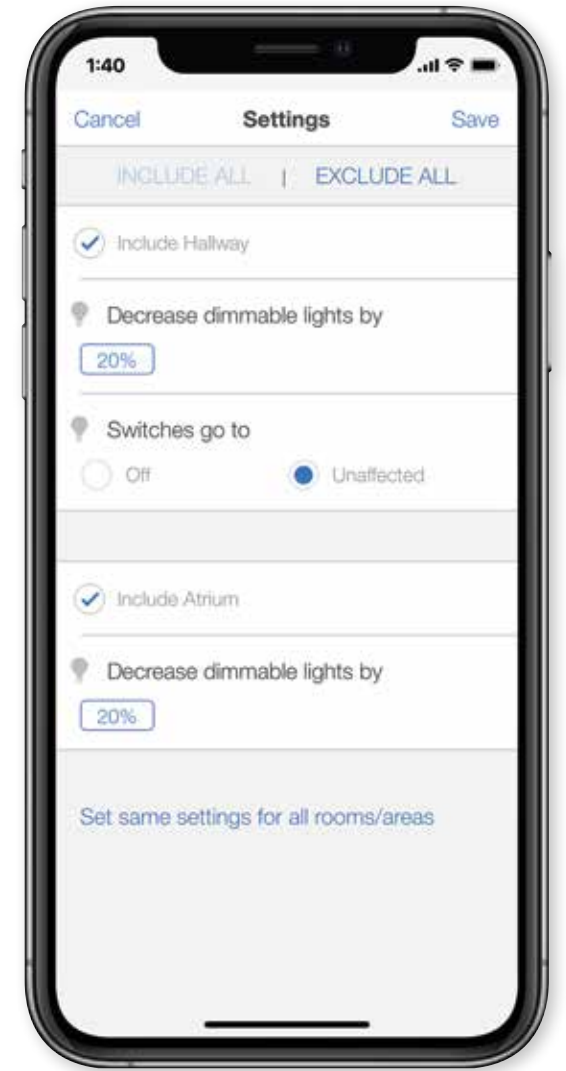 1:40
Cancel Settings Save
INCLUDE ALL | EXCLUDE ALL
Include Hallway
Decrease dimmable lights by
20%
Switches go to
Off Unaffected
Include Atrium
Decrease dimmable lights by
20%
Set same settings for all rooms/areas